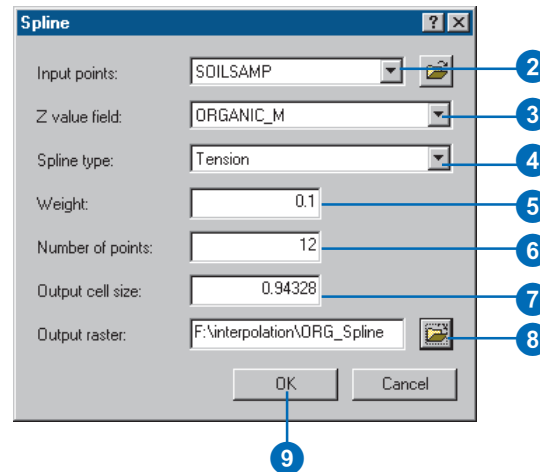 Spline
Input points: SOILSAMP 2
Z value field: ORGANIC_M 3
Spline type: Tension 4
Weight: 0.1 5
Number of points: 12 6
Output cell size: 0.94328 7
Output raster: F:\interpolation\ORG_Spline 8
OK Cancel
9